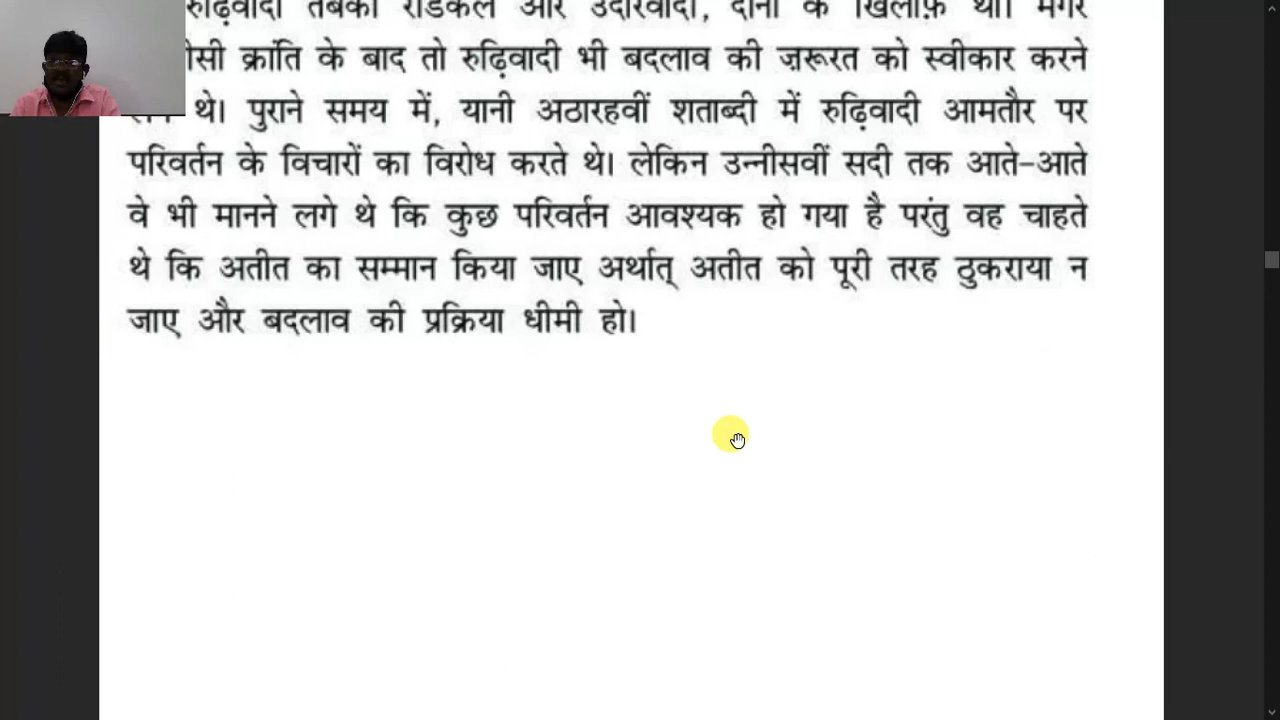 रुढ़िवादी तबका रैडिकल और उदारवादी, दोनों के खिलाफ़ था। मगर
क्रांति के बाद तो रुढ़िवादी भी बदलाव की ज़रूरत को स्वीकार करने
थे। पुराने समय में, यानी अठारहवीं शताब्दी में रुढ़िवादी आमतौर पर
परिवर्तन के विचारों का विरोध करते थे। लेकिन उन्नीसवीं सदी तक आते-आते
वे भी मानने लगे थे कि कुछ परिवर्तन आवश्यक हो गया है परंतु वह चाहते
थे कि अतीत का सम्मान किया जाए अर्थात् अतीत को पूरी तरह ठुकराया न
जाए और बदलाव की प्रक्रिया धीमी हो।